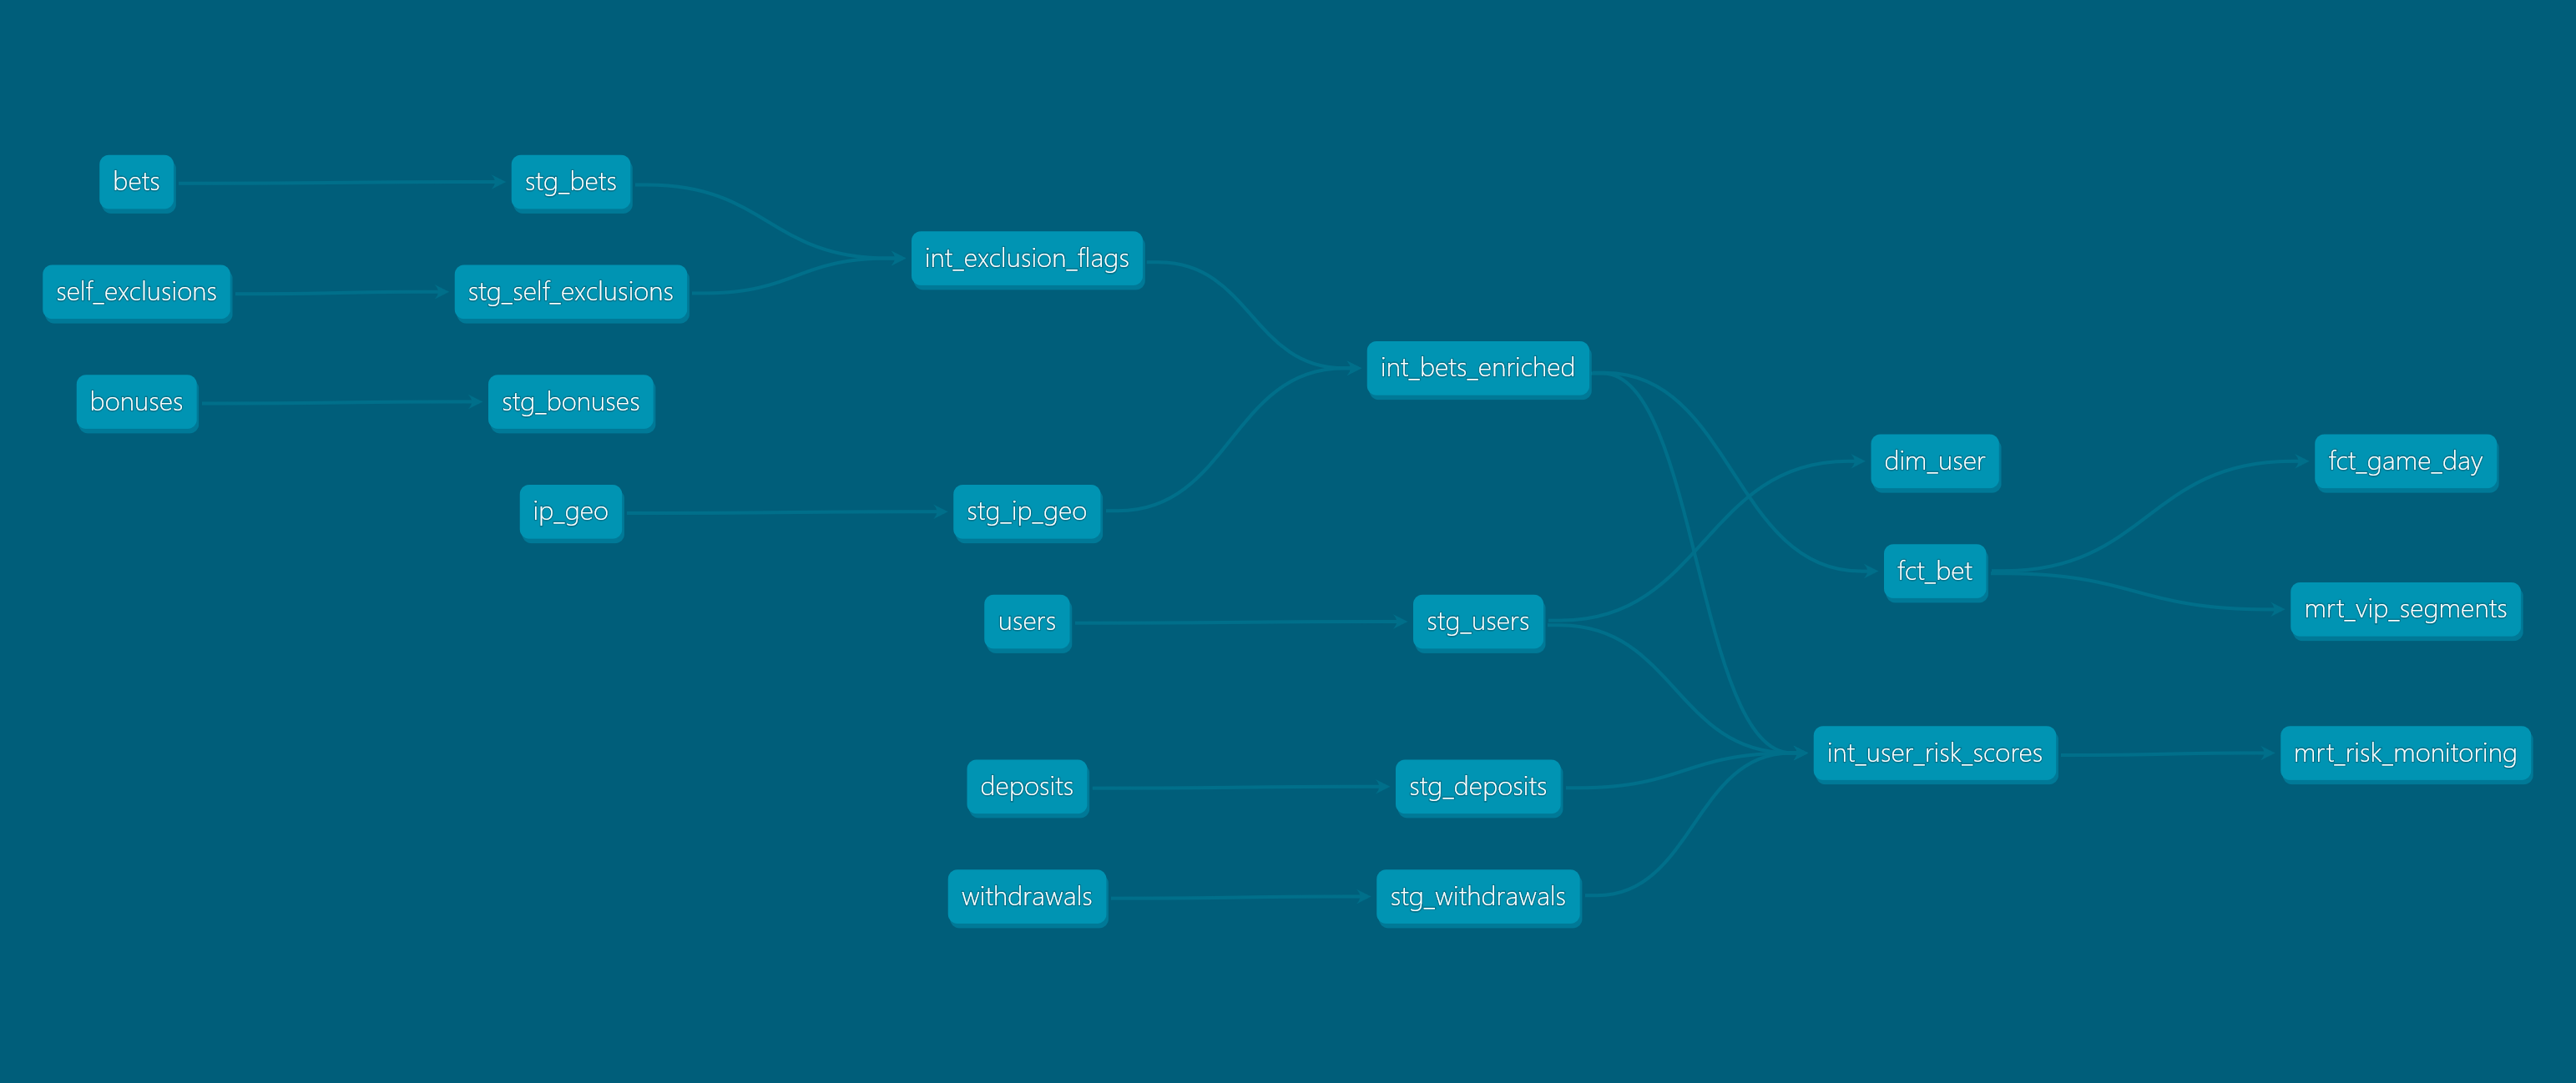 bets
stg_bets
self_exclusions
stg_self_exclusions
int_exclusion_flags
bonuses
stg_bonuses
int_bets_enriched
ip_geo
stg_ip_geo
dim_user
fct_game_day
users
stg_users
fct_bet
mrt_vip_segments
deposits
stg_deposits
int_user_risk_scores
mrt_risk_monitoring
withdrawals
stg_withdrawals